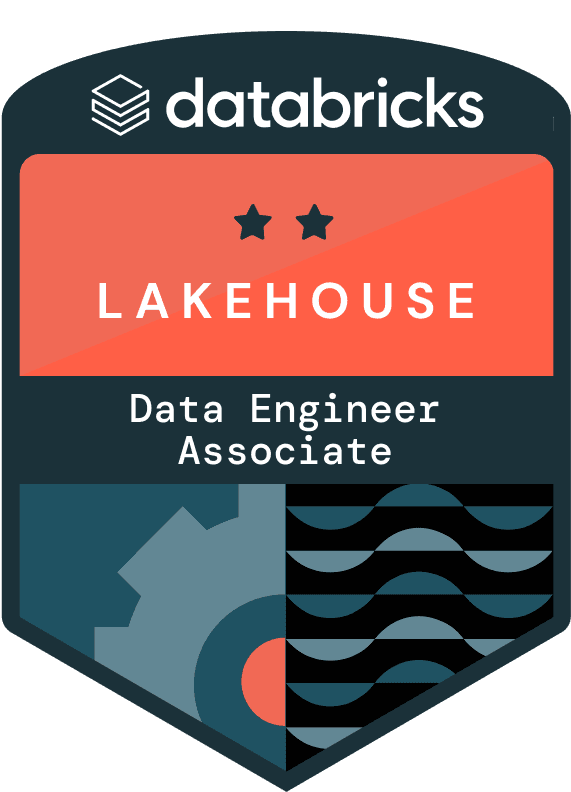 databricks
LAKEHOUSE
Data Engineer
Associate